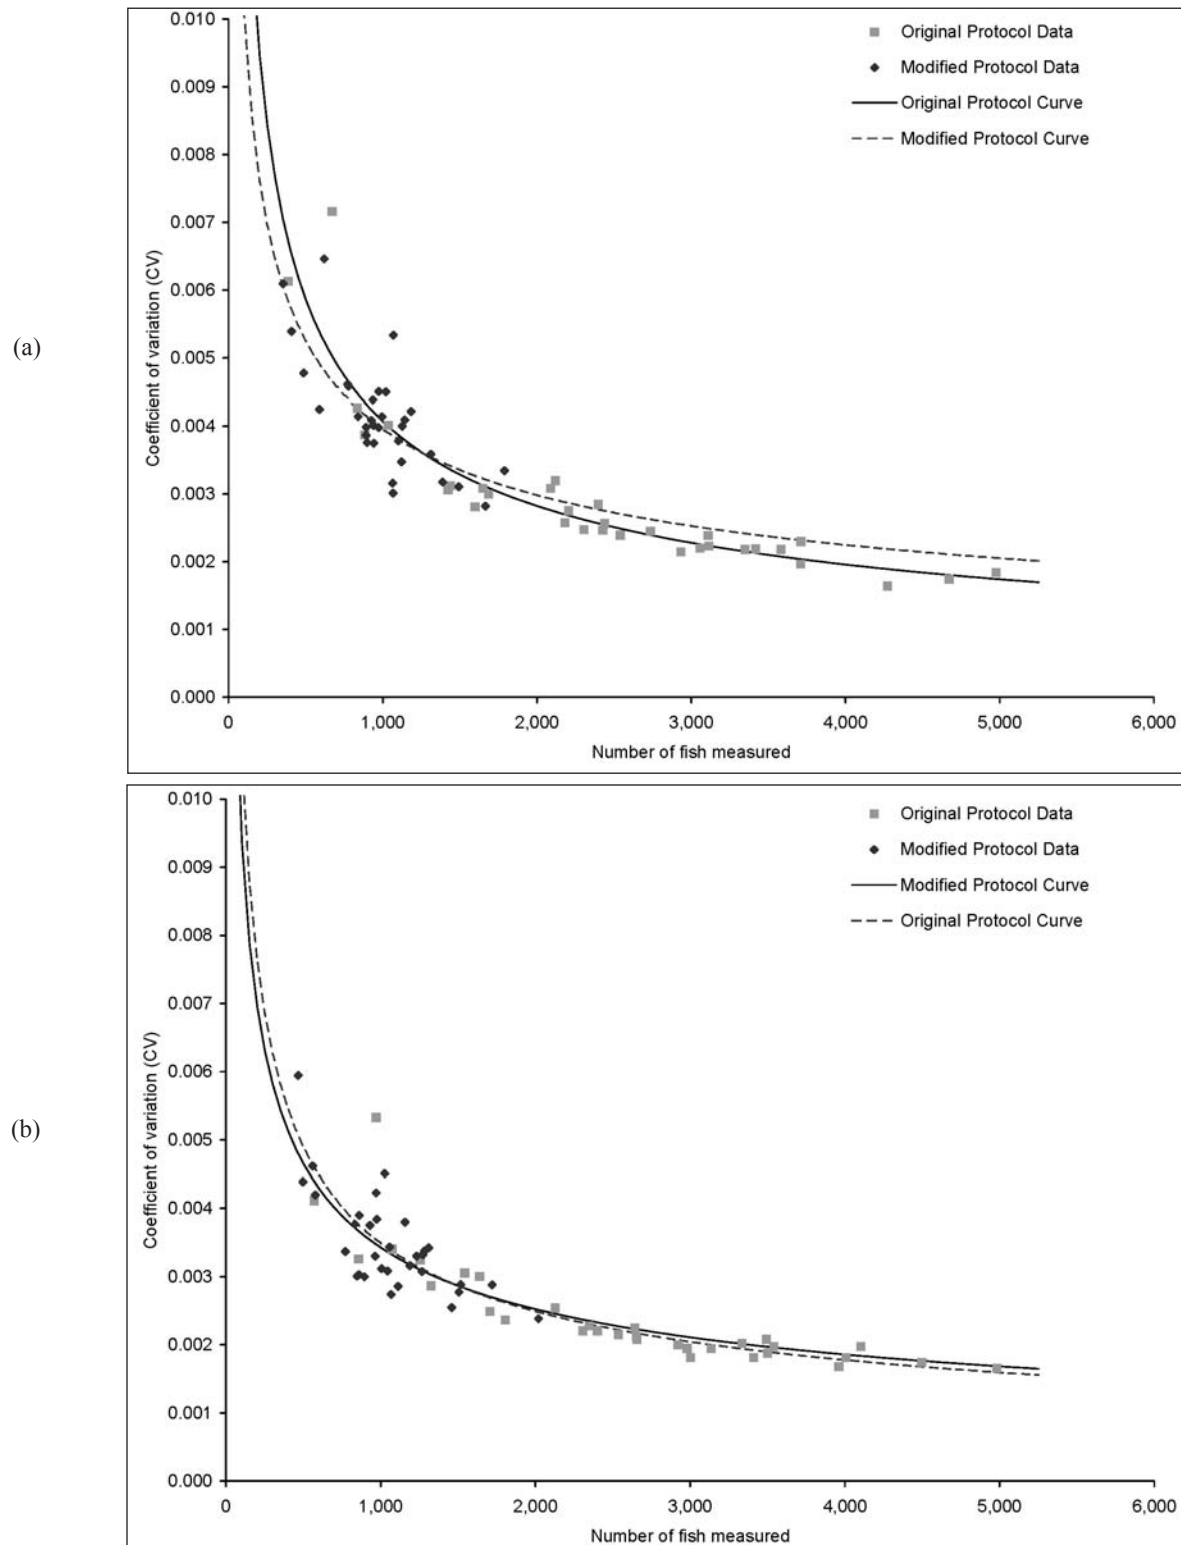 (a)
Coefficient of variation (CV)
0.010
0.009
0.008
0.007
0.006
0.005
0.004
0.003
0.002
0.001
0.000
Original Protocol Data
Modified Protocol Data
Original Protocol Curve
Modified Protocol Curve
0 1,000 2,000 3,000 4,000 5,000 6,000
Number of fish measured
(b)
Coefficient of variation (CV)
0.010
0.009
0.008
0.007
0.006
0.005
0.004
0.003
0.002
0.001
0.000
Original Protocol Data
Modified Protocol Data
Modified Protocol Curve
Original Protocol Curve
0 1,000 2,000 3,000 4,000 5,000 6,000
Number of fish measured